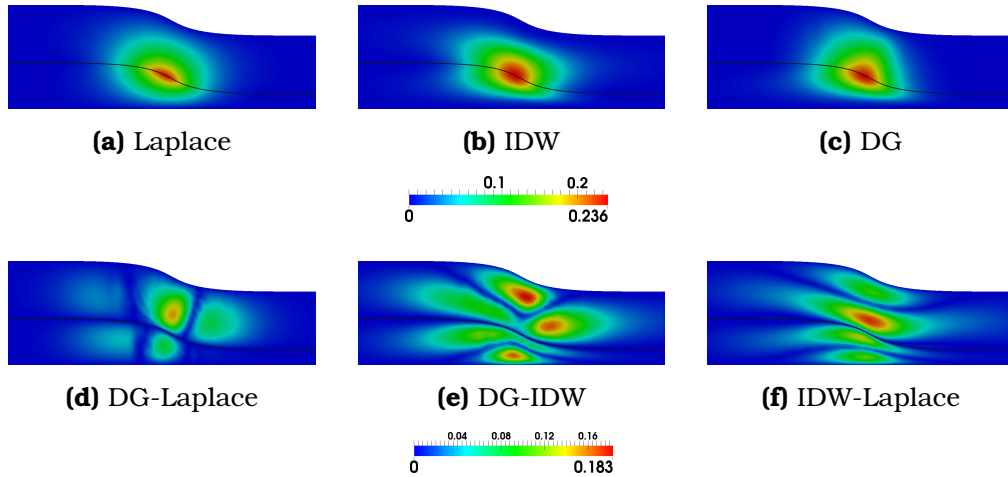 (a) Laplace
(b) IDW
(c) DG
0.1 0.2
0 0.236
(d) DG-Laplace
(e) DG-IDW
(f) IDW-Laplace
0.04 0.08 0.12 0.16
0 0.183